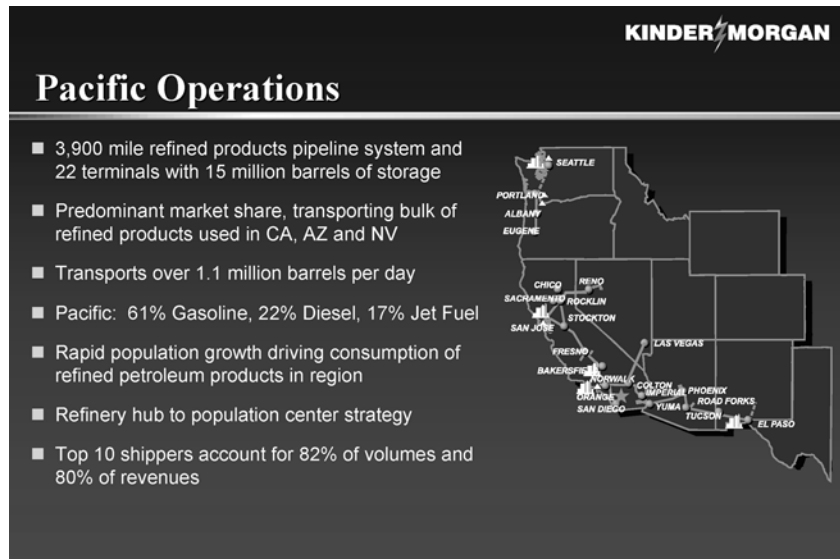 KINDER MORGAN
Pacific Operations
3,900 mile refined products pipeline system and
22 terminals with 15 million barrels of storage
Predominant market share, transporting bulk of
refined products used in CA, AZ and NV
Transports over 1.1 million barrels per day
Pacific: 61% Gasoline, 22% Diesel, 17% Jet Fuel
Rapid population growth driving consumption of
refined petroleum products in region
Refinery hub to population center strategy
Top 10 shippers account for 82% of volumes and
80% of revenues
SEATTLE
PORTLAND
ALBANY
EUGENE
CHICO
RENO
SACRAMENTO
ROCKLIN
STOCKTON
SAN JOSE
LAS VEGAS
FRESNO
NORWALK
COLTON
PHOENIX
ORANGE
IMPERIAL
ROAD FORKS
SAN DIEGO
YUMA
TUCSON
EL PASO